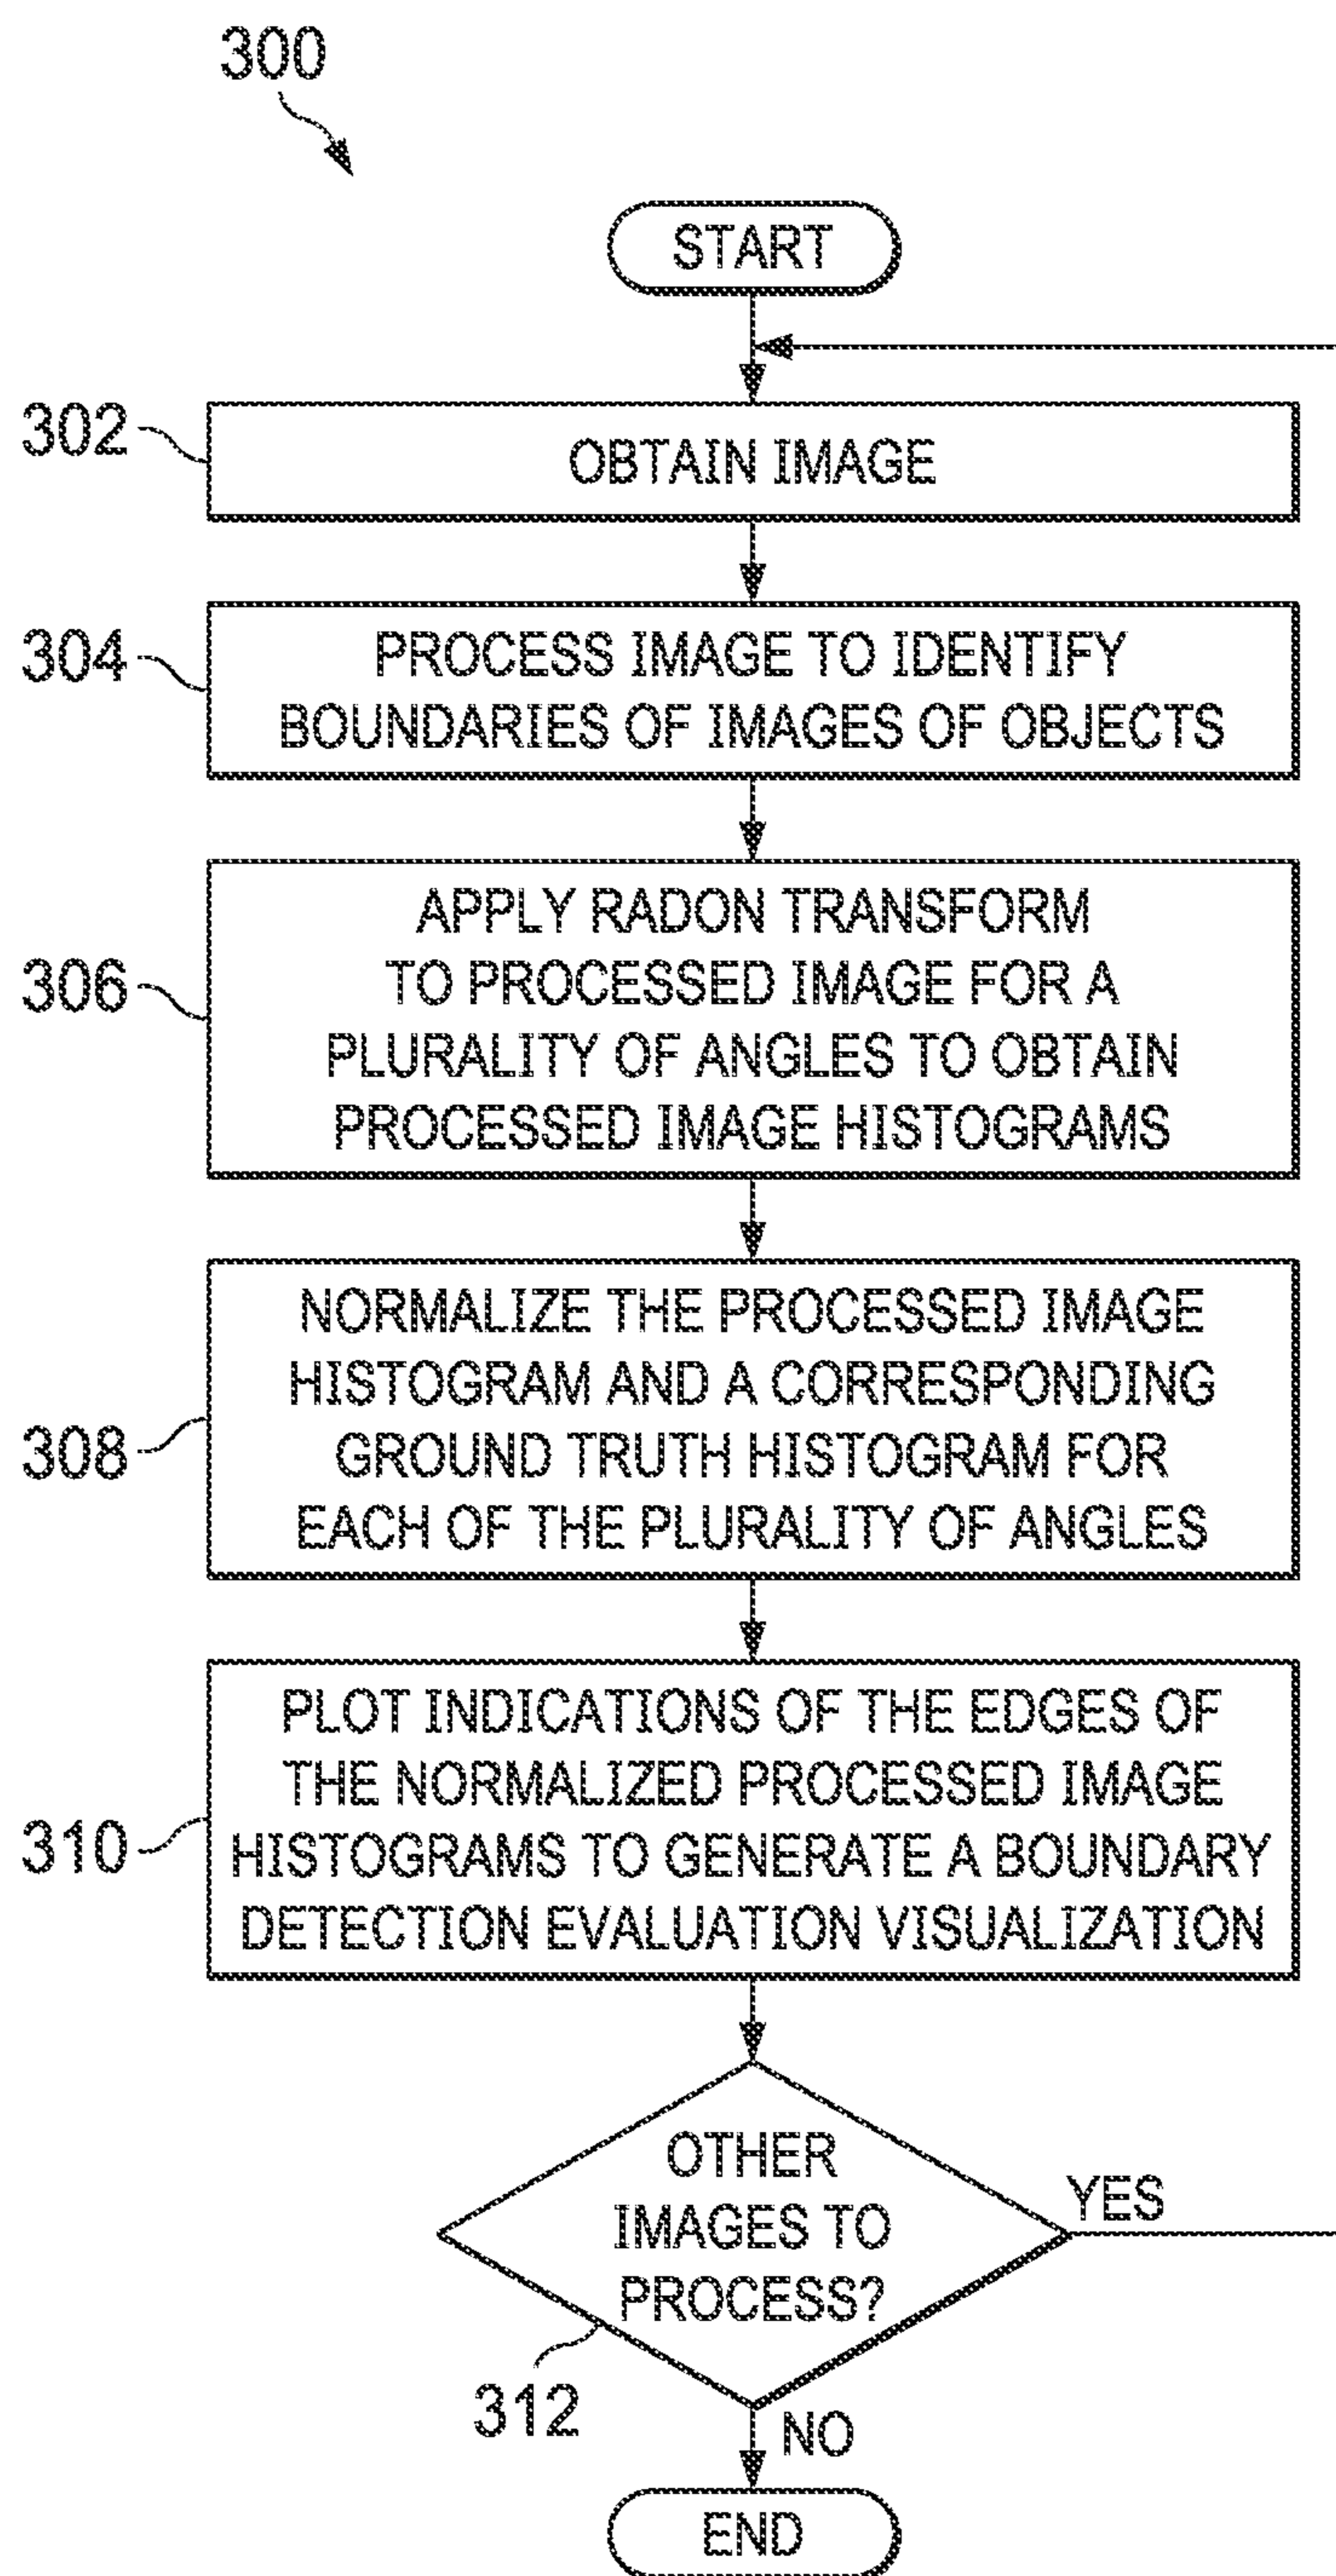 300
START
302
OBTAIN IMAGE
304
PROCESS IMAGE TO IDENTIFY
BOUNDARIES OF IMAGES OF OBJECTS
306
APPLY RADON TRANSFORM
TO PROCESSED IMAGE FOR A
PLURALITY OF ANGLES TO OBTAIN
PROCESSED IMAGE HISTOGRAMS
308
NORMALIZE THE PROCESSED IMAGE
HISTOGRAM AND A CORRESPONDING
GROUND TRUTH HISTOGRAM FOR
EACH OF THE PLURALITY OF ANGLES
310
PLOT INDICATIONS OF THE EDGES OF
THE NORMALIZED PROCESSED IMAGE
HISTOGRAMS TO GENERATE A BOUNDARY
DETECTION EVALUATION VISUALIZATION
OTHER
IMAGES TO
PROCESS?
YES
312
NO
END